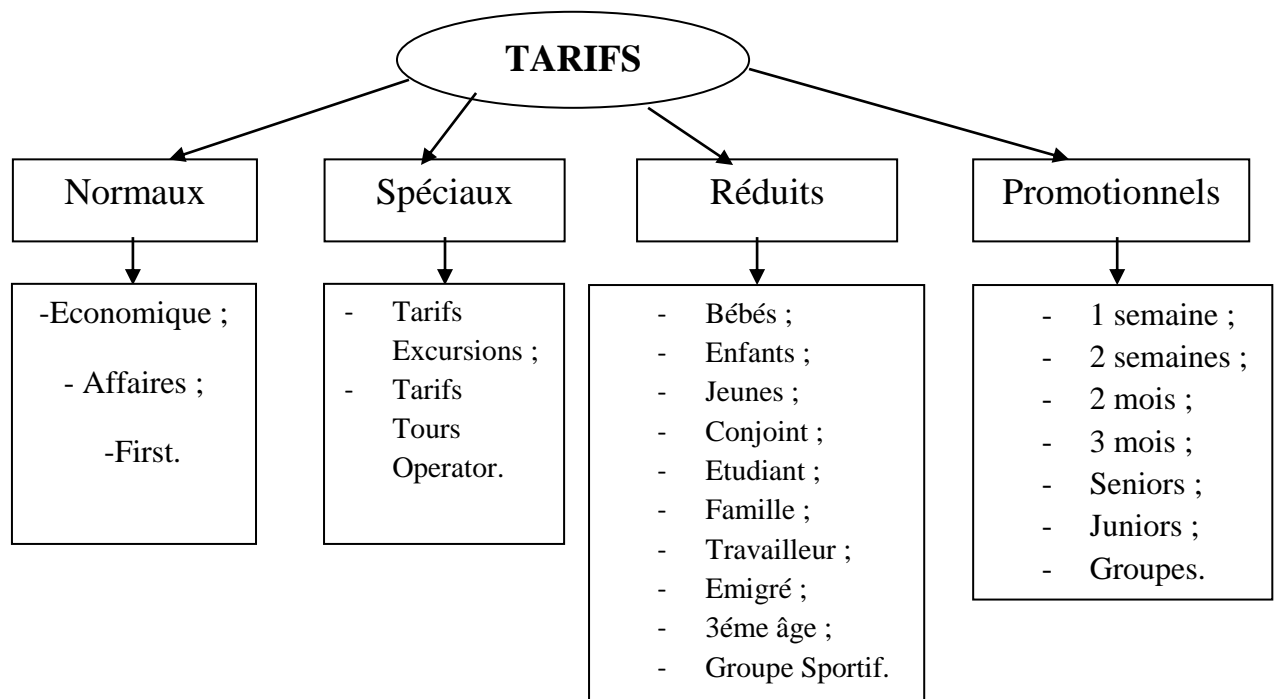 TARIFS
Normaux
Spéciaux
Réduits
Promotionnels
-Economique ;
- Affaires ;
-First.
- Tarifs
Excursions ;
- Tarifs
Tours
Operator.
- Bébés ;
- Enfants ;
- Jeunes ;
- Conjoint ;
- Etudiant ;
- Famille ;
- Travailleur ;
- Emigré ;
- 3éme âge ;
- Groupe Sportif.
- 1 semaine ;
- 2 semaines ;
- 2 mois ;
- 3 mois ;
- Seniors ;
- Juniors ;
- Groupes.